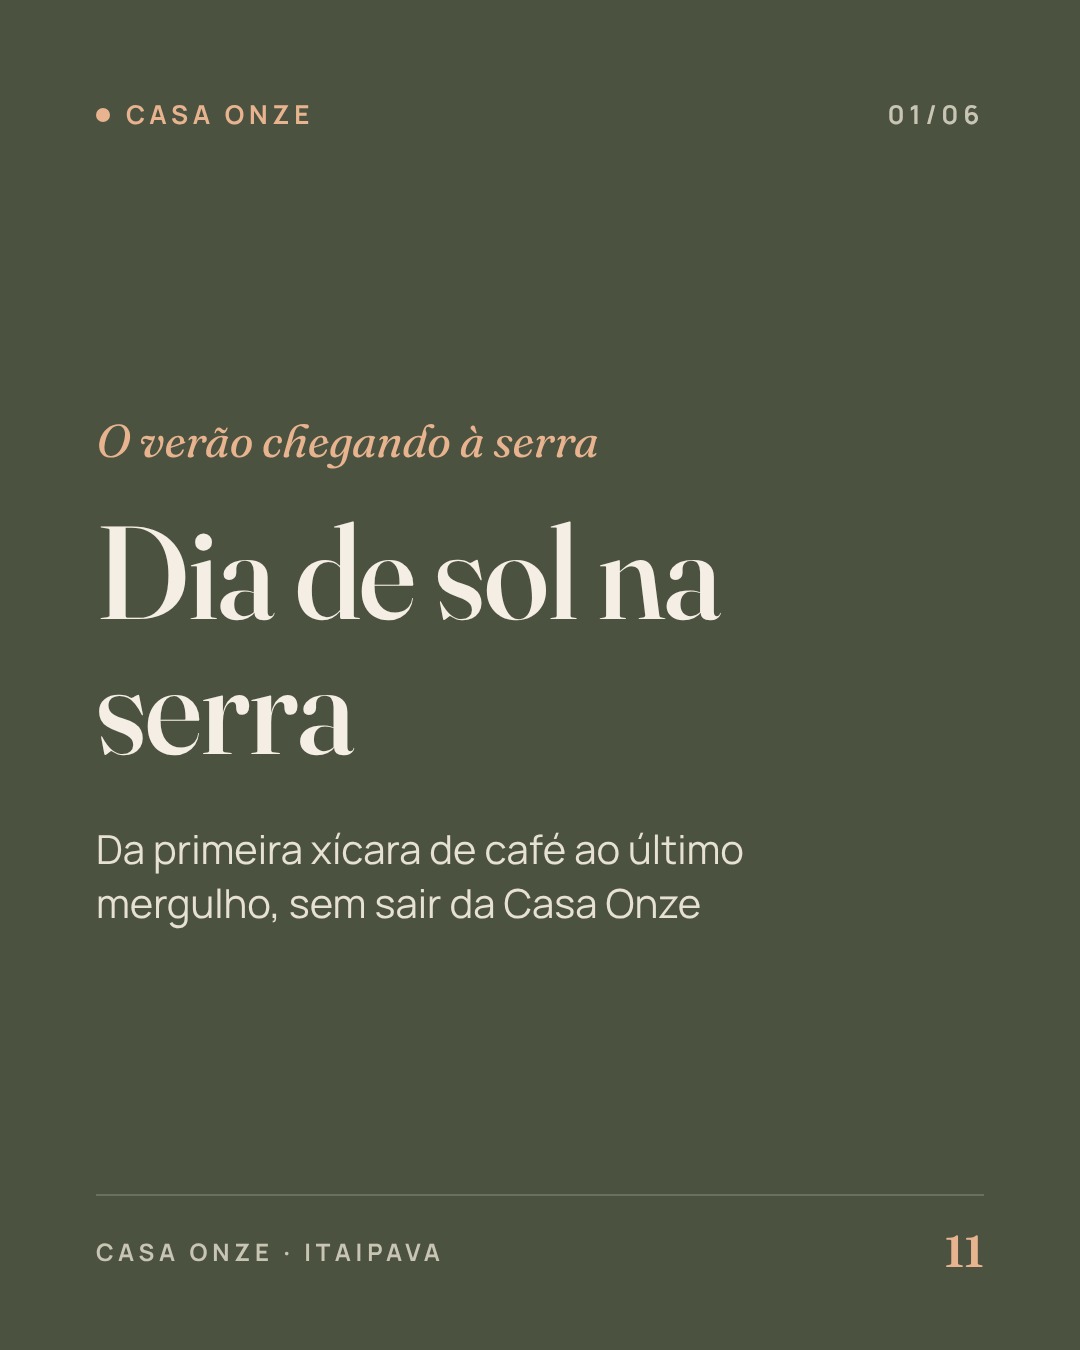 CASA ONZE
01/06
O verão chegando à serra
Dia de sol na
serra
Da primeira xícara de café ao último
mergulho, sem sair da Casa Onze
CASA ONZE · ITAIPAVA
11